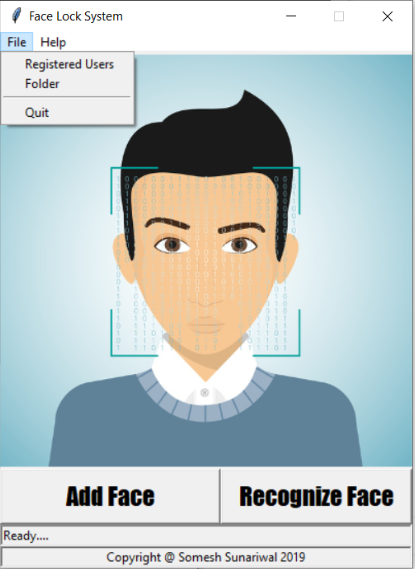 Face Lock System
File Help
Registered Users
Folder
Quit
Add Face Recognize Face
Ready....
Copyright @ Somesh Sunariwal 2019